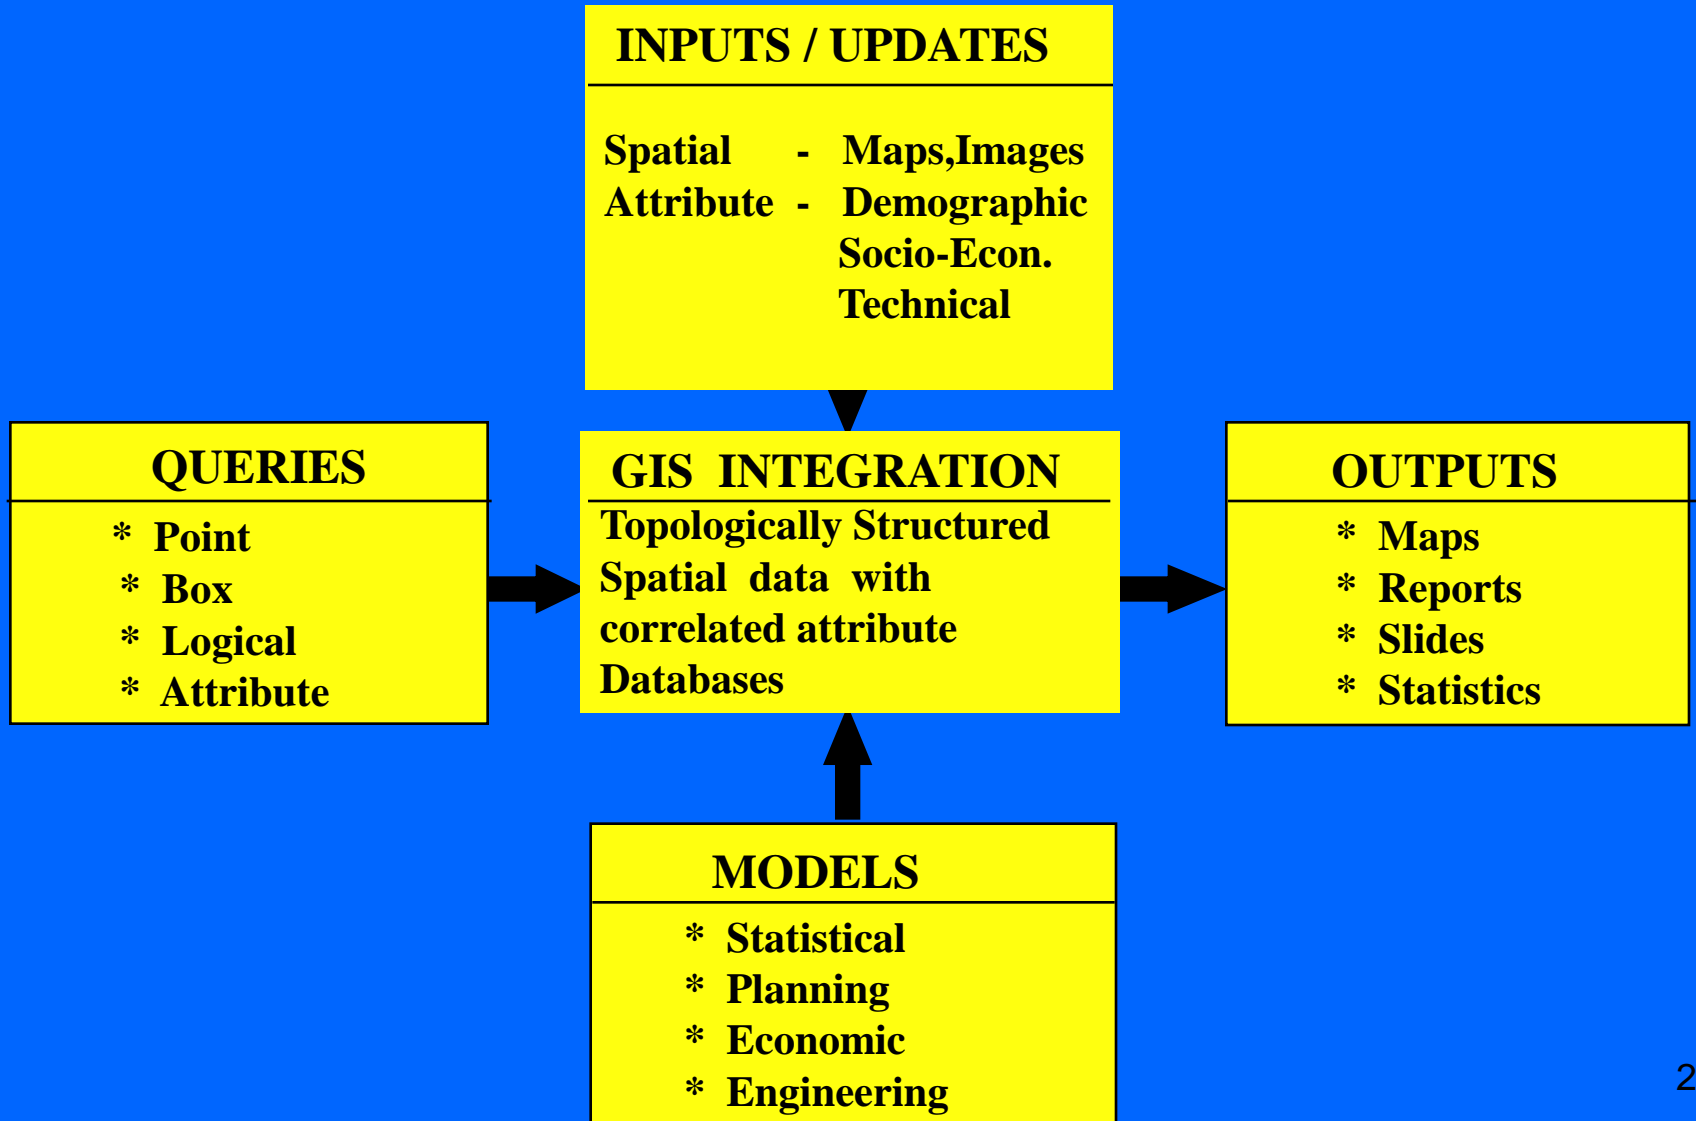 INPUTS / UPDATES
Spatial - Maps,Images
Attribute - Demographic
Socio-Econ.
Technical
QUERIES
* Point
* Box
* Logical
* Attribute
GIS INTEGRATION
Topologically Structured
Spatial data with
correlated attribute
Databases
OUTPUTS
* Maps
* Reports
* Slides
* Statistics
MODELS
* Statistical
* Planning
* Economic
* Engineering
2